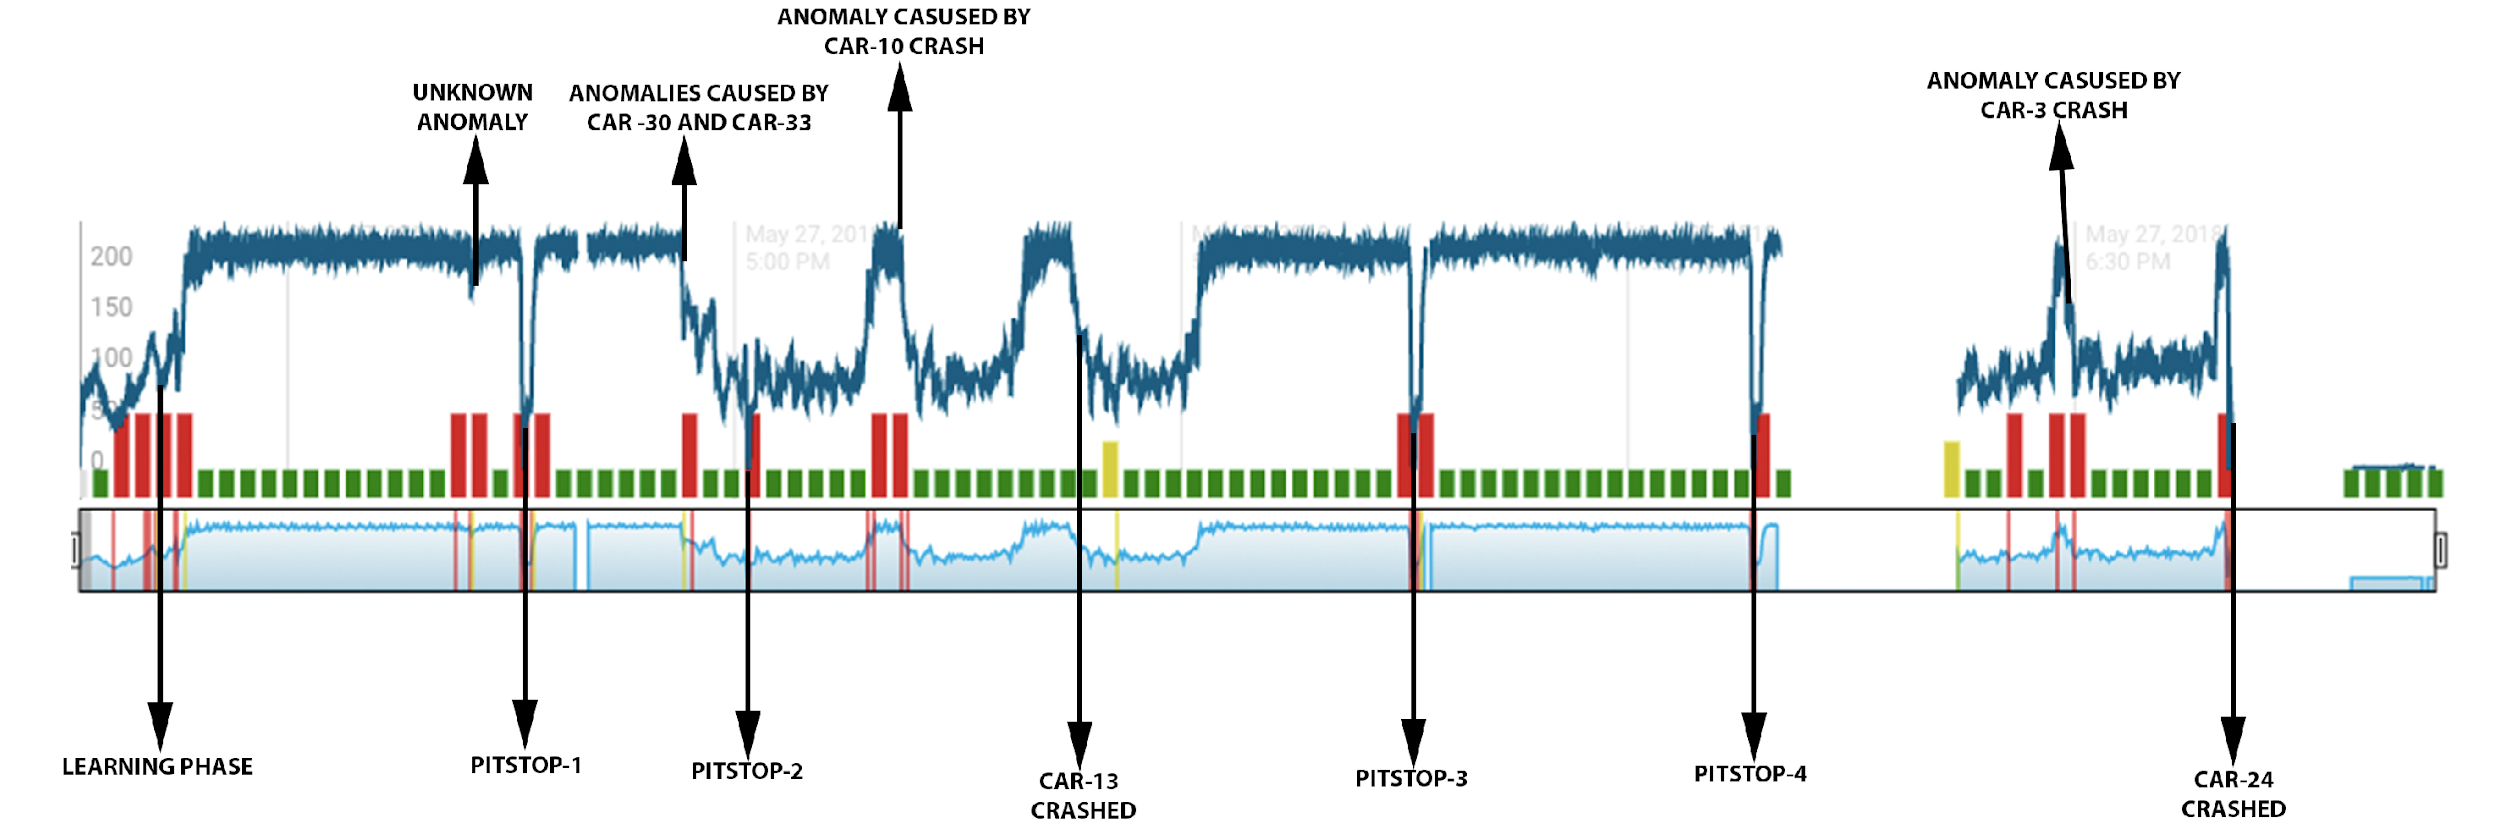 ANOMALY CASUSED BY
CAR-10 CRASH
UNKNOWN
ANOMALY
ANOMALIES CAUSED BY
CAR -30 AND CAR-33
ANOMALY CASUSED BY
CAR-3 CRASH
200
150
100
50
0
May 27, 201
5:00 PM
May 27, 2018
6:30 PM
LEARNING PHASE
PITSTOP-1
PITSTOP-2
CAR-13
CRASHED
PITSTOP-3
PITSTOP-4
CAR-24
CRASHED